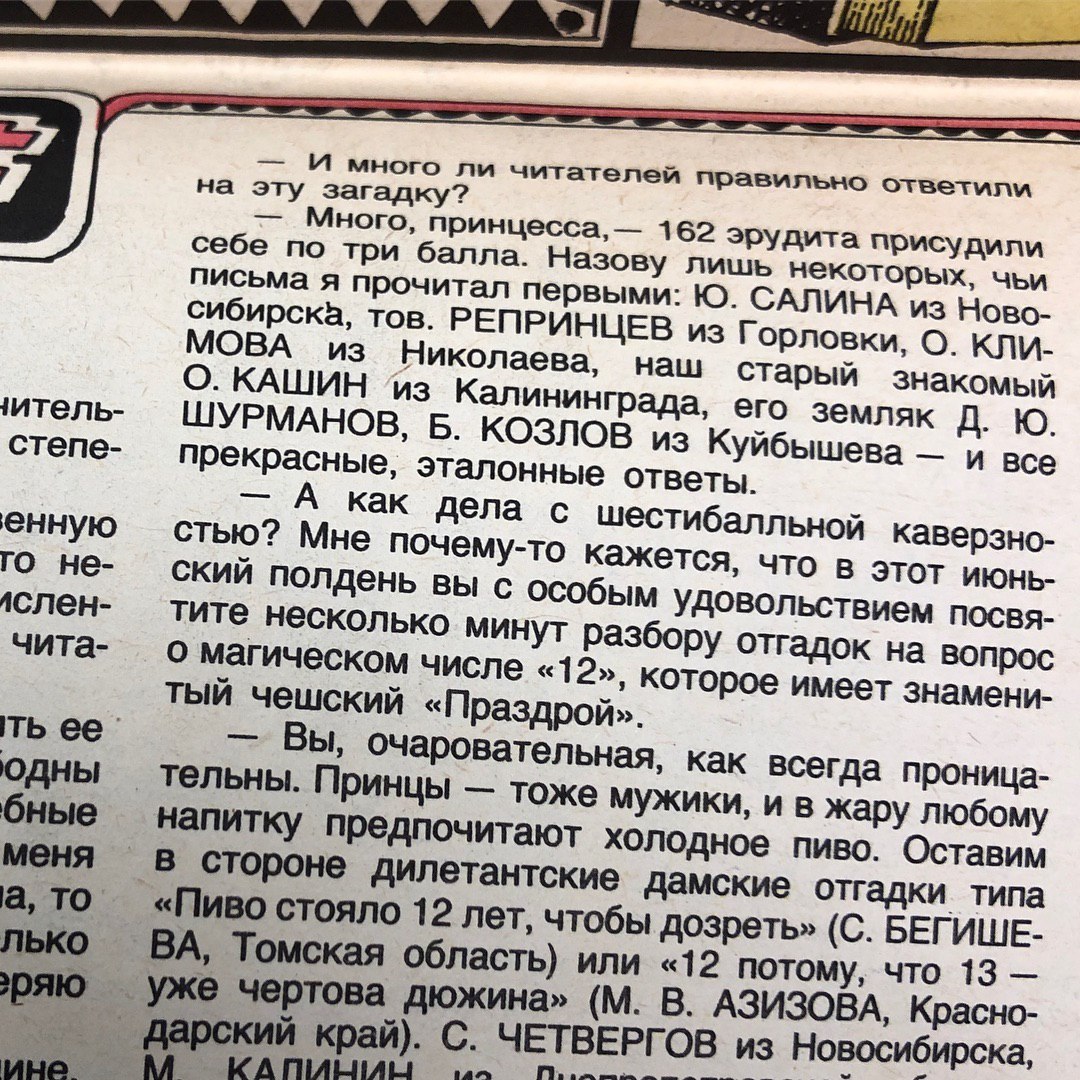 нитель-
степе-
венную
то не-
ислен-
чита-
ить ее
бодны
ебные
меня
на, то
лько
еряю
ине.
— И много ли читателей правильно ответили
на эту загадку?
— Много, принцесса,— 162 эрудита присудили
себе по три балла. Назову лишь некоторых, чьи
письма я прочитал первыми: Ю. САЛИНА из Ново-
сибирска, тов. РЕПРИНЦЕВ из Горловки, О. КЛИ-
МОВА из Николаева, наш старый знакомый
О. КАШИН из Калининграда, его земляк Д. Ю.
ШУРМАНОВ, Б. КОЗЛОВ из Куйбышева — и все
прекрасные, эталонные ответы.
— А как дела с шестибалльной каверзно-
стью? Мне почему-то кажется, что в этот июнь-
ский полдень вы с особым удовольствием посвя-
тите несколько минут разбору отгадок на вопрос
о магическом числе «12», которое имеет знамени-
тый чешский «Праздрой».
— Вы, очаровательная, как всегда проница-
тельны. Принцы — тоже мужики, и в жару любому
напитку предпочитают холодное пиво. Оставим
в стороне дилетантские дамские отгадки типа
«Пиво стояло 12 лет, чтобы дозреть» (С. БЕГИШЕ-
ВА, Томская область) или «12 потому, что 13 —
уже чертова дюжина» (М. В. АЗИЗОВА, Красно-
дарский край). С. ЧЕТВЕРГОВ из Новосибирска,
М. КАЛИНИН из